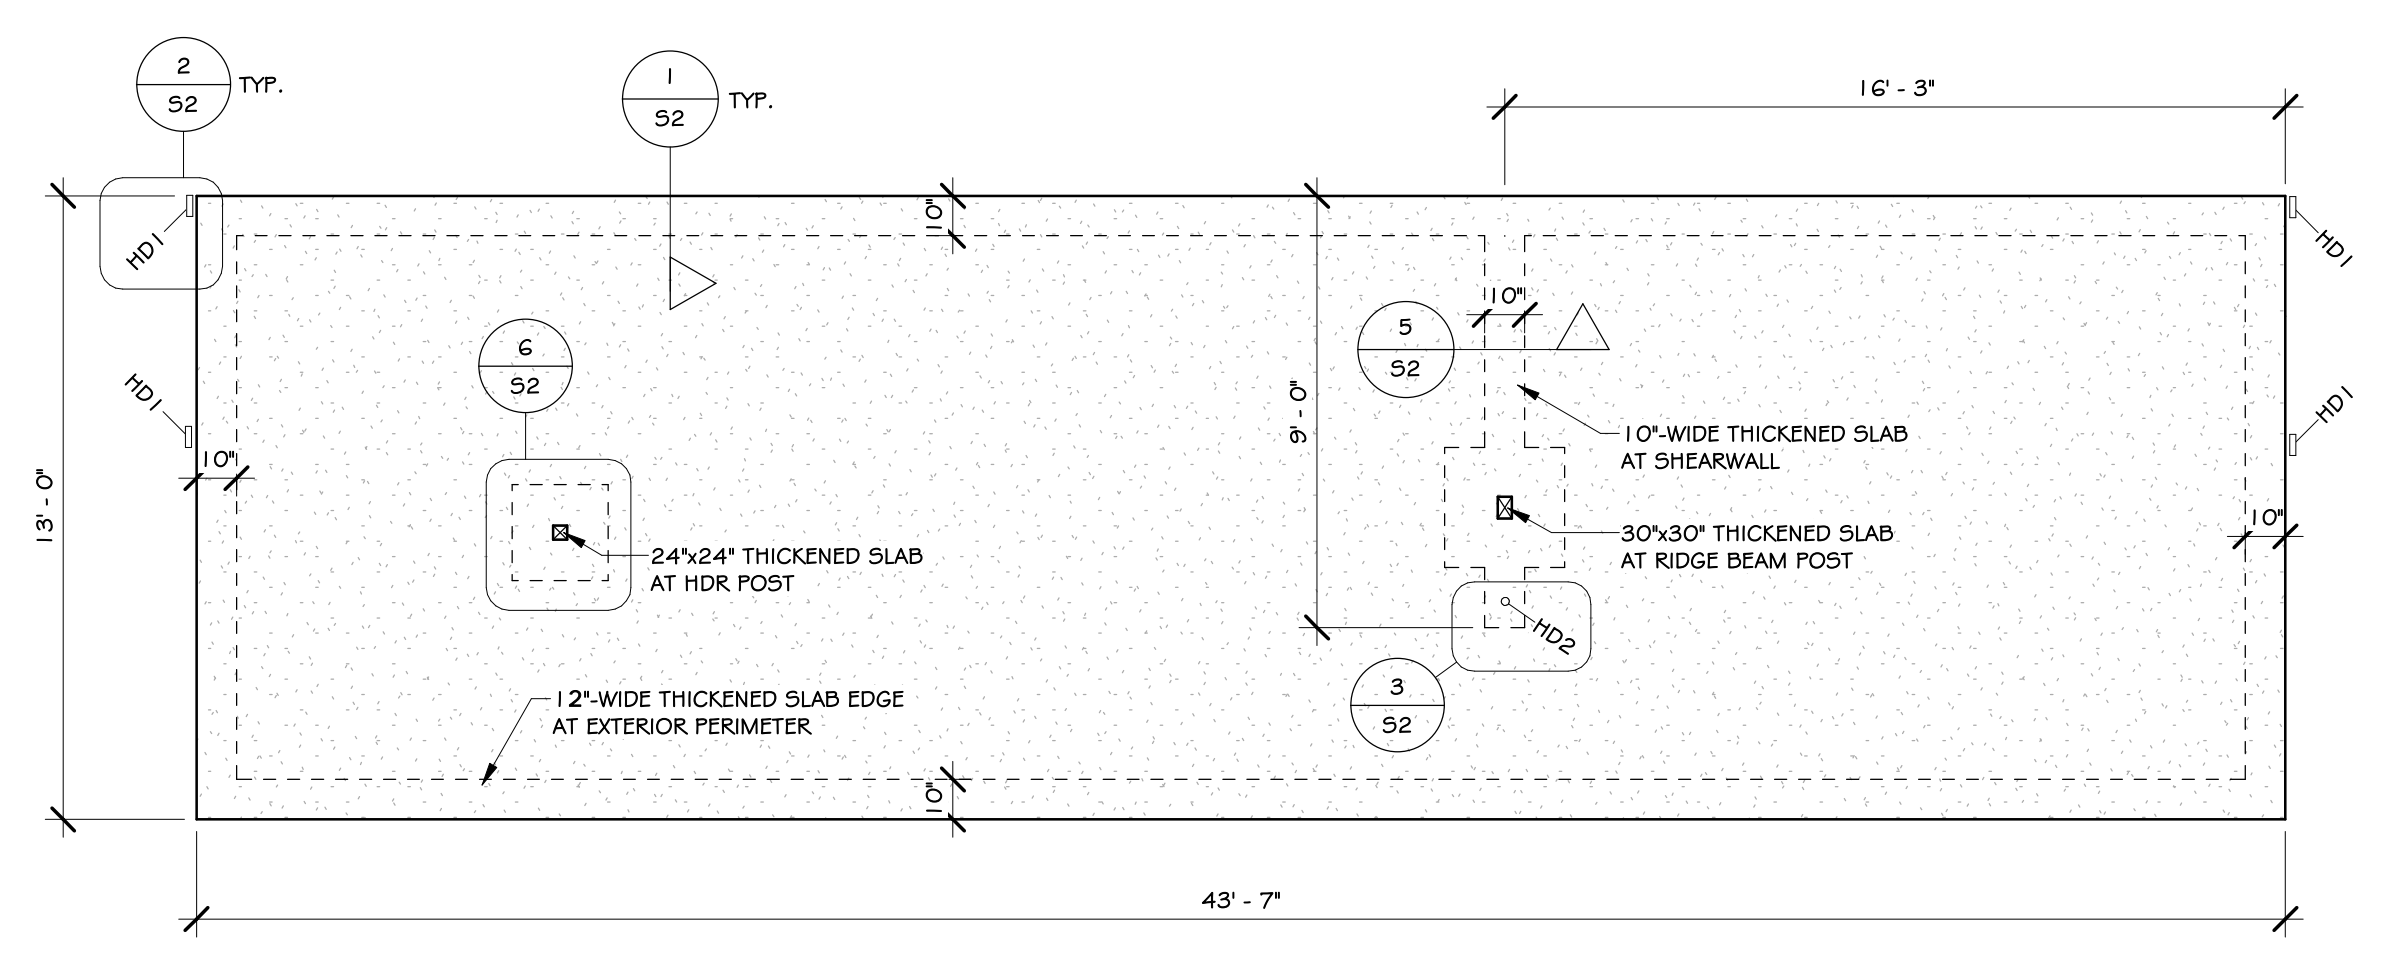 2
S2
TYP.
1
S2
TYP.
16' - 3"
HD1
10"
HD1
10"
5
S2
6
S2
HD1
9' - 0"
HD1
10"-WIDE THICKENED SLAB
AT SHEARWALL
10"
13' - 0"
10"
30"x30" THICKENED SLAB
AT RIDGE BEAM POST
24"x24" THICKENED SLAB
AT HDR POST
HD2
3
S2
12"-WIDE THICKENED SLAB EDGE
AT EXTERIOR PERIMETER
10"
43' - 7"